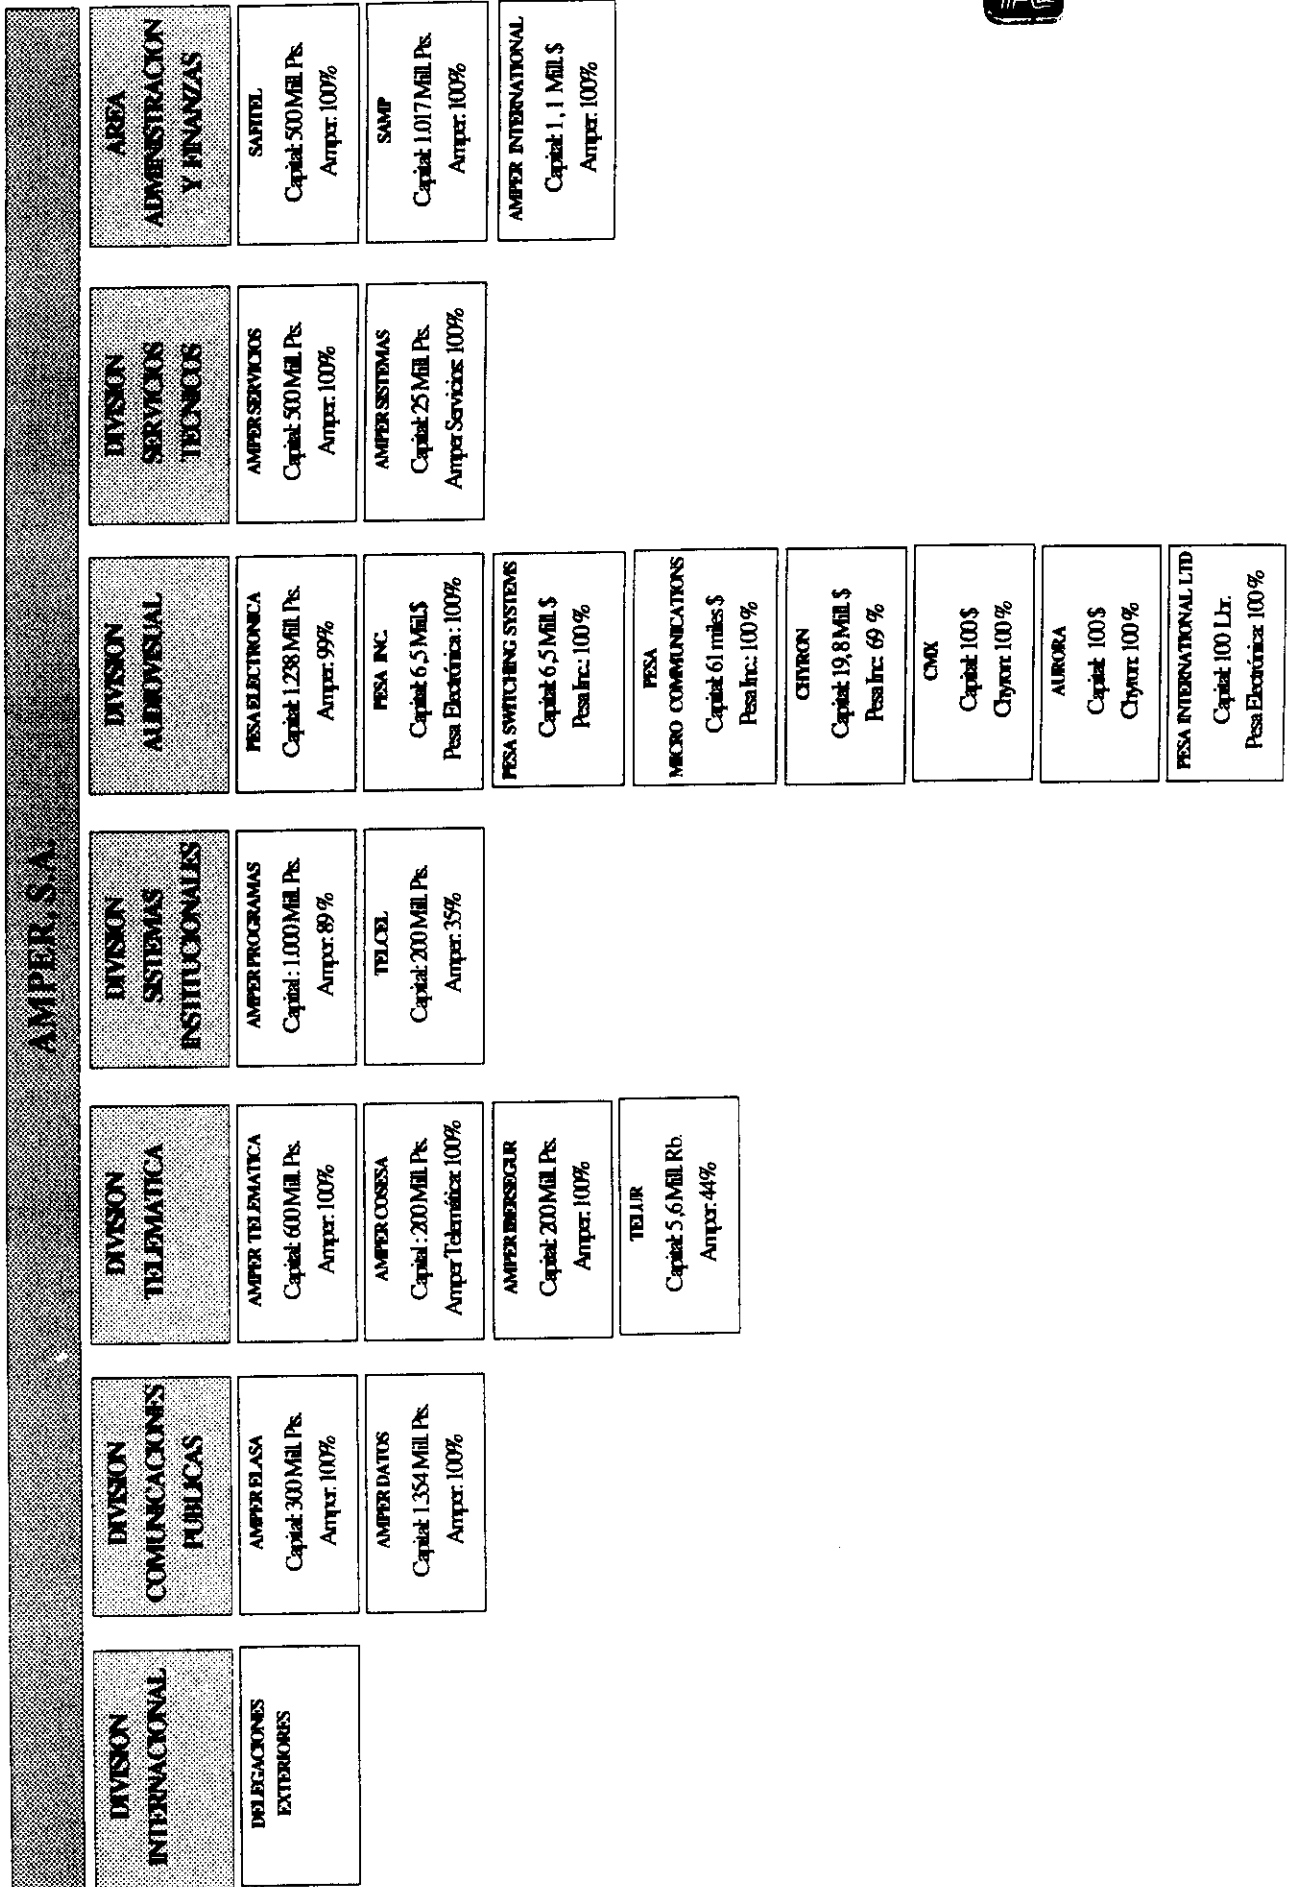 AMPER, S.A.
DIVISION
INTERNACIONAL
DELEGACIONES
EXTERIORES
DIVISION
COMUNICACIONES
PUBLICAS
AMPER ELASA
Capital: 300 Mill. Pts.
Amper: 100%
AMPER DATOS
Capital: 1.354 Mill. Pts.
Amper: 100%
DIVISION
TELEMATICA
AMPER TELEMATICA
Capital: 600 Mill. Pts.
Amper: 100%
AMPER COSESA
Capital : 200 Mill. Pts.
Amper Telemática: 100%
AMPER IBERSEGUR
Capital: 200 Mill. Pts.
Amper: 100%
TELUR
Capital: 5,6 Mill. Rb.
Amper: 44%
DIVISION
SISTEMAS
INSTITUCIONALES
AMPER PROGRAMAS
Capital : 1.000 Mill. Pts.
Amper: 89 %
TELCEL
Capital: 200 Mill. Pts.
Amper: 35%
DIVISION
AUDIOVISUAL
PESA ELECTRONICA
Capital: 1.238 Mill. Pts.
Amper: 99%
PESA INC.
Capital: 6,5 Mill.$
Pesa Electrónica : 100%
PESA SWITCHING SYSTEMS
Capital: 6,5 Mill. $
Pesa Inc.: 100 %
PESA
MICRO COMMUNICATIONS
Capital: 61 miles $
Pesa Inc.: 100 %
CHYRON
Capital: 19,8 Mill. $
Pesa Inc: 69 %
CMX
Capital: 100 $
Chyron: 100 %
AURORA
Capital: 100 $
Chyron: 100 %
PESA INTERNATIONAL LTD
Capital: 100 Lbr.
Pesa Electrónica: 100 %
DIVISION
SERVICIOS
TECNICOS
AMPER SERVICIOS
Capital: 500 Mill. Pts.
Amper: 100%
AMPER SISTEMAS
Capital: 25 Mill. Pts.
Amper Servicios: 100%
AREA
ADMINISTRACION
Y FINANZAS
SAFITEL
Capital: 500 Mill. Pts.
Amper: 100%
SAMP
Capital: 1.017 Mill. Pts.
Amper: 100%
AMPER INTERNATIONAL
Capital: 1, 1 Mill. $
Amper: 100%